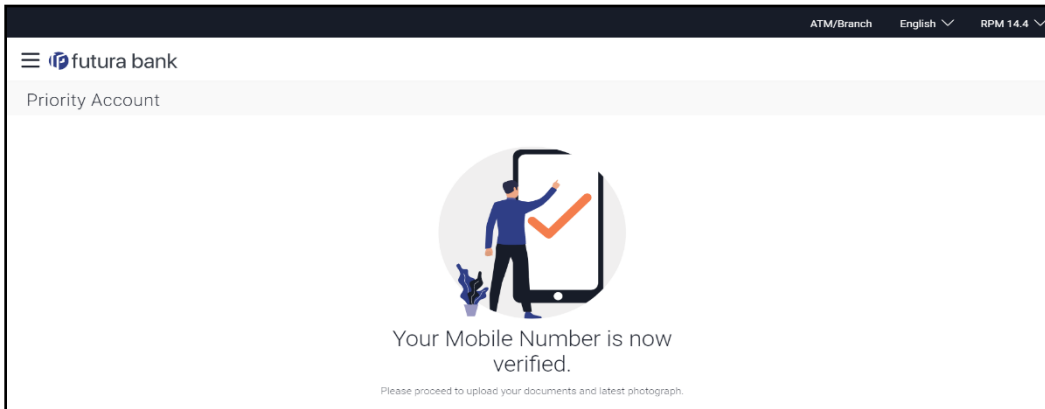 ATM/Branch English RPM 14.4
futura bank
Priority Account
Your Mobile Number is now
verified.
Please proceed to upload your documents and latest photograph.